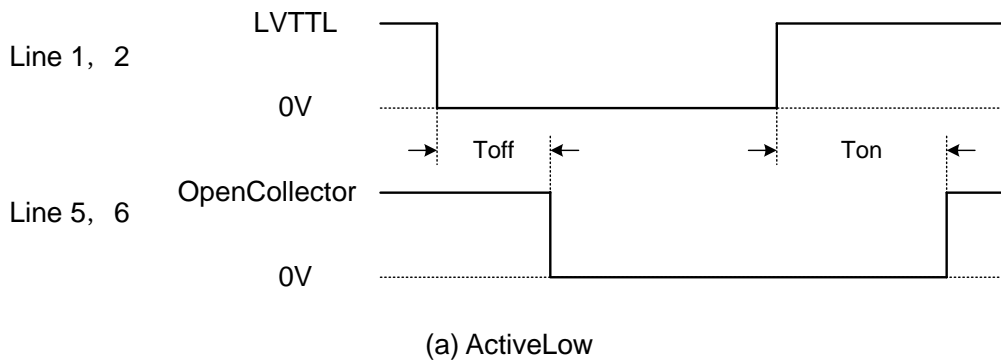 LVTTL
Line 1， 2
0V
Toff
Ton
OpenCollector
Line 5， 6
0V
(a) ActiveLow